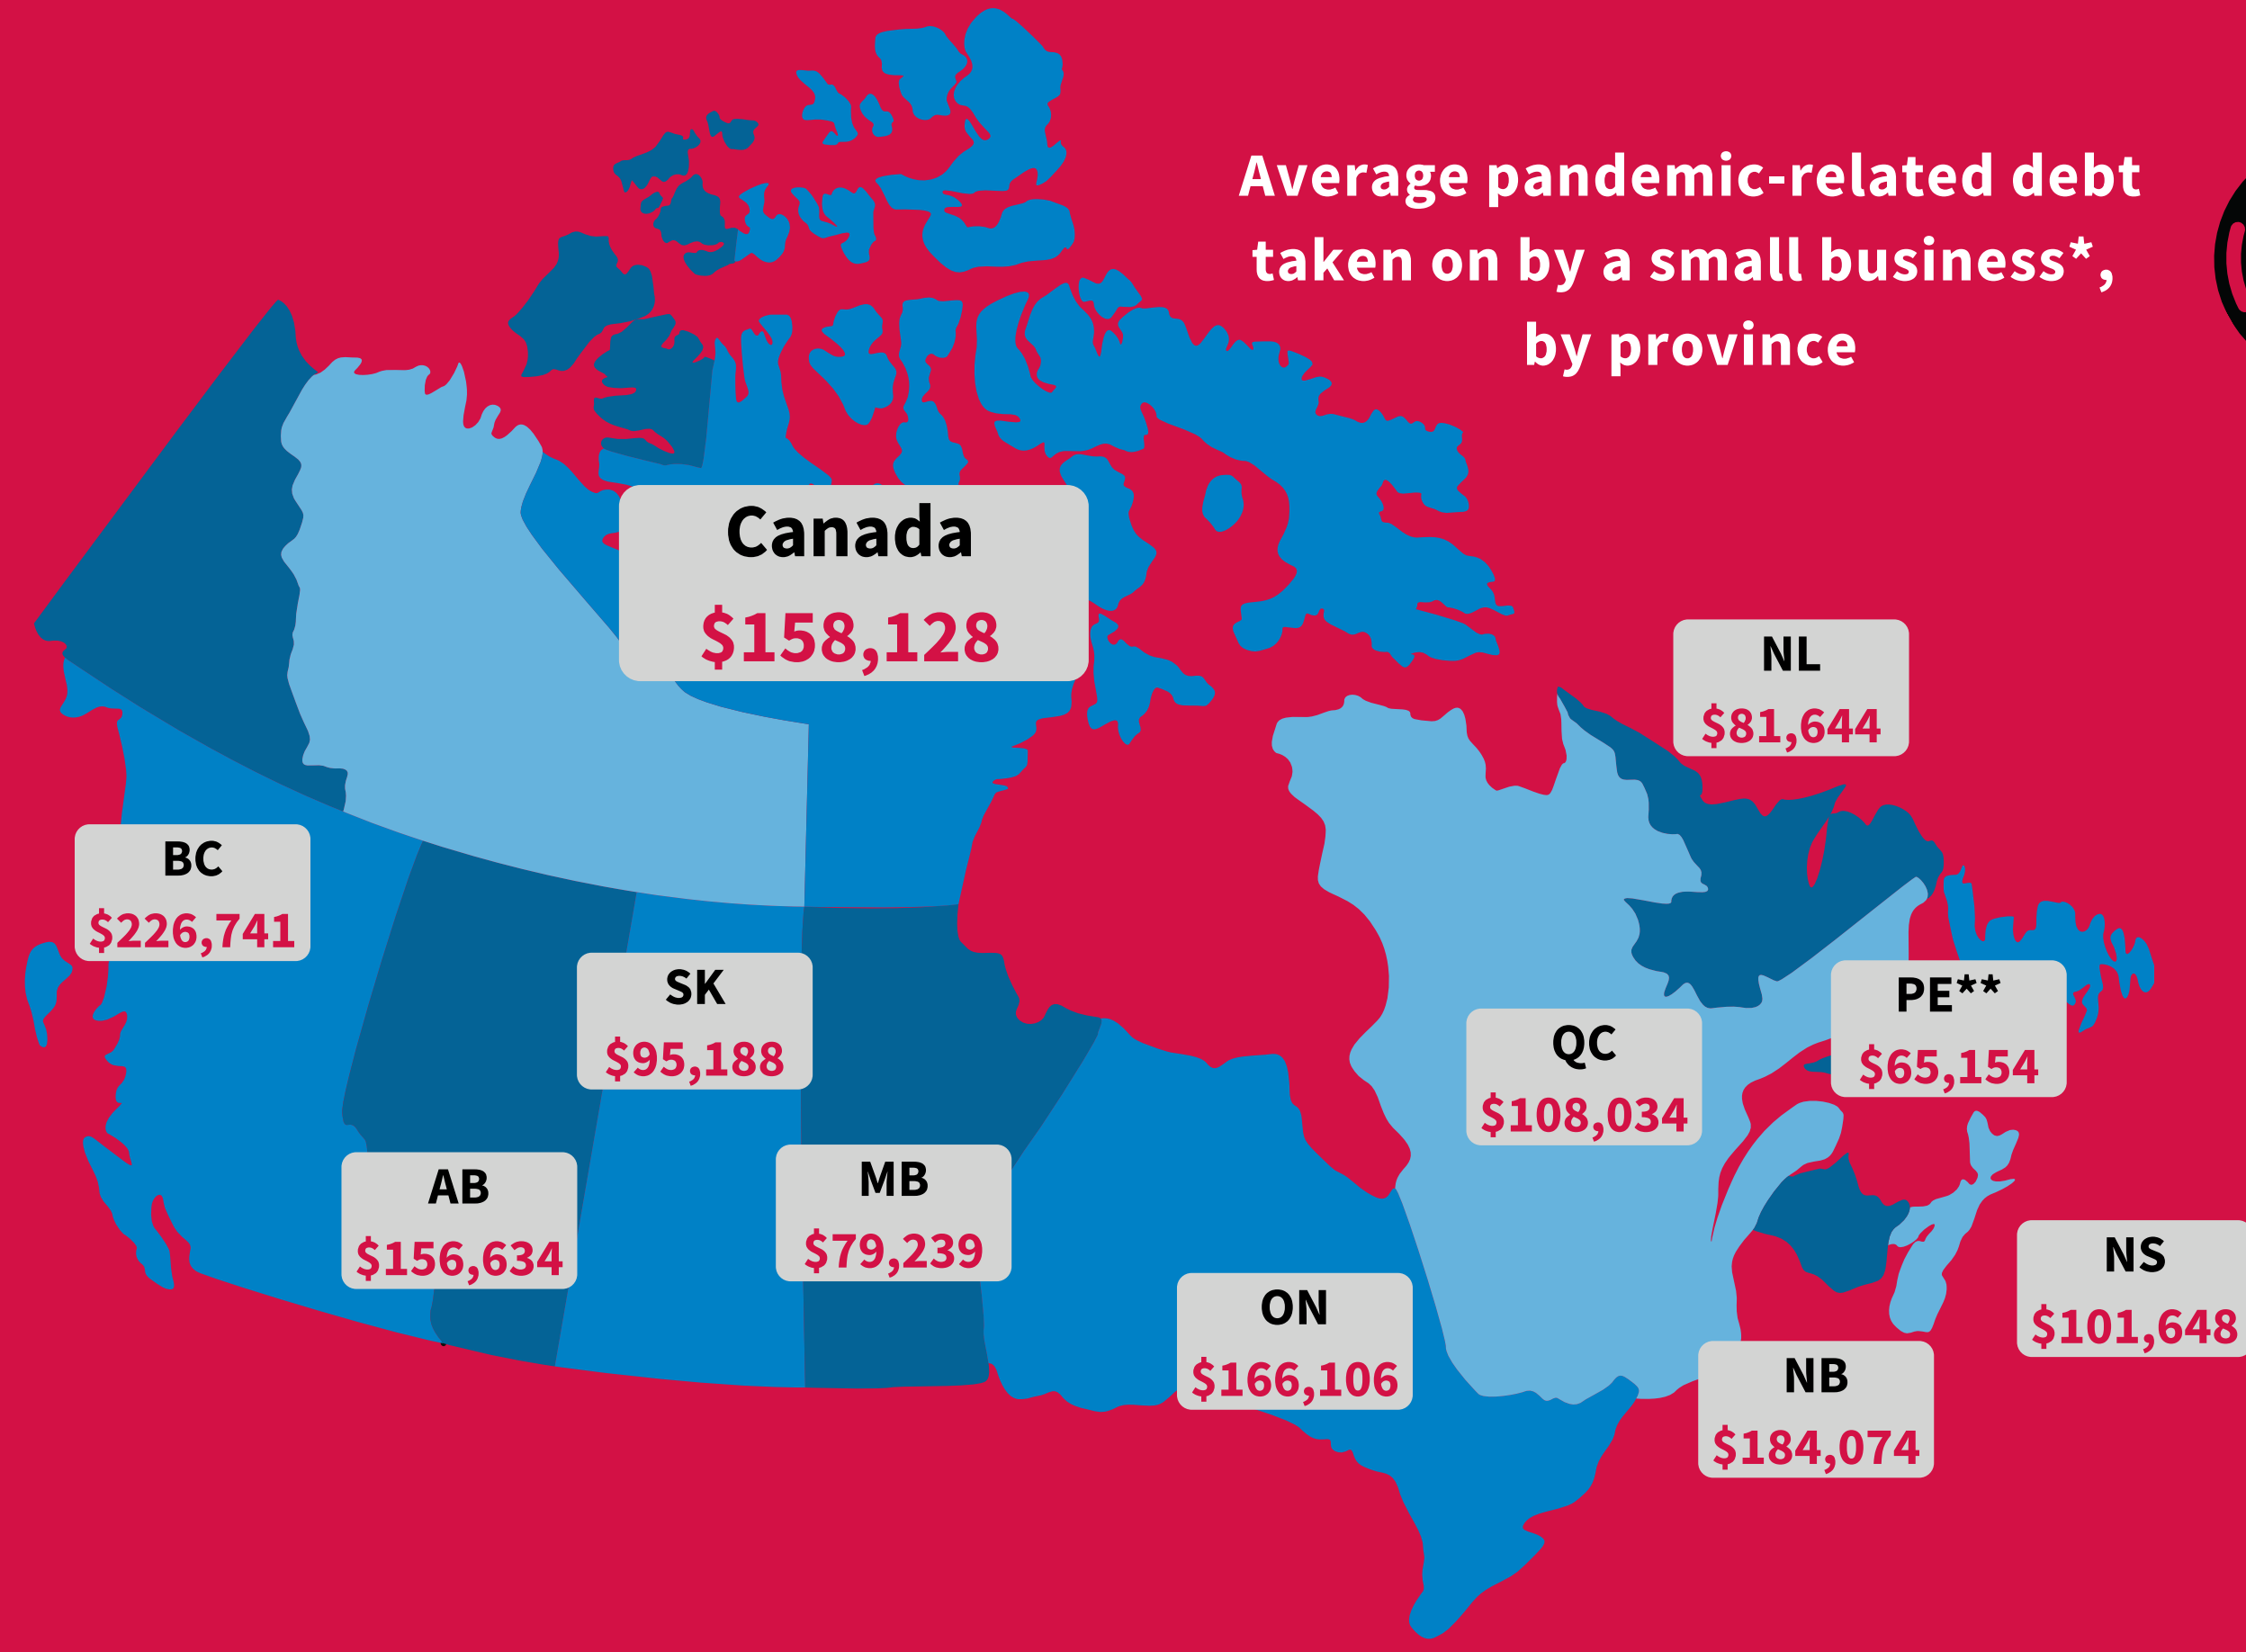 Average pandemic-related debt
taken on by a small business*,
by province
Canada
$158,128
NL
$81,644
BC
$226,741
SK
$95,188
PE**
$65,154
QC
$108,034
AB
$156,634
MB
$79,239
NS
$101,648
ON
$166,106
NB
$184,074